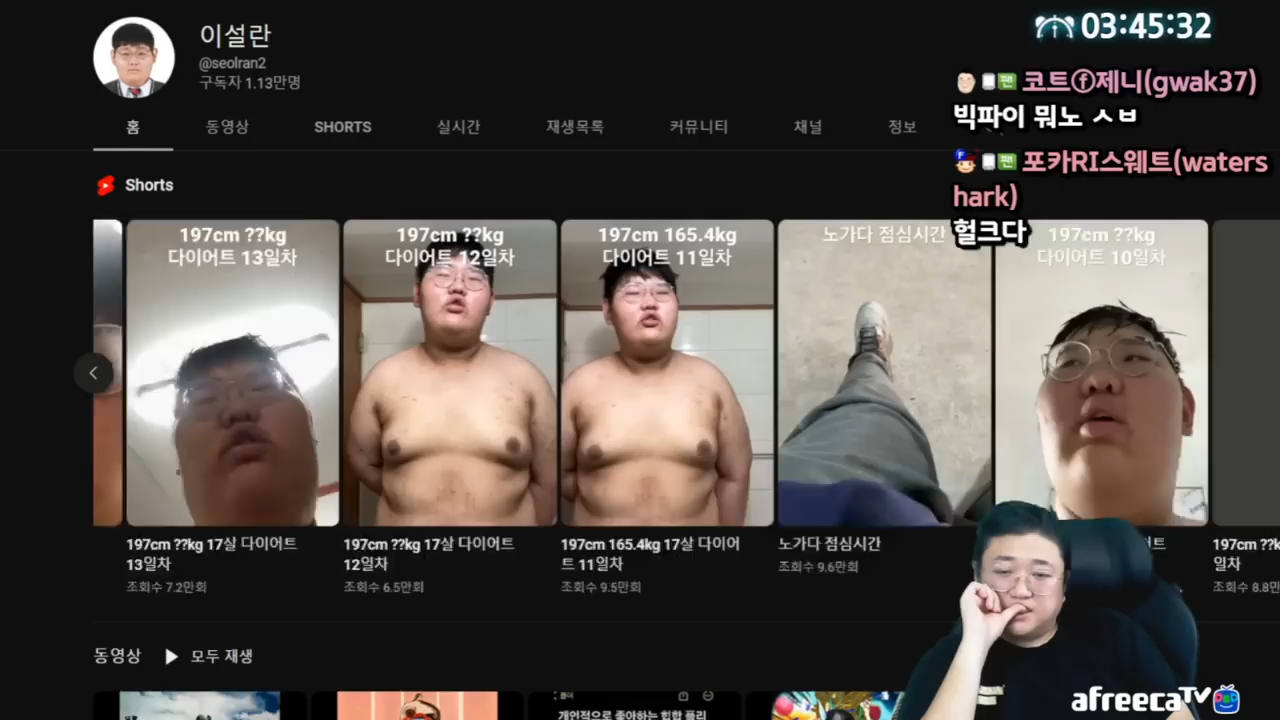 이설란
@seolran2
구독자 1.13만명
03:45:32
코트ⓕ제니(gwak37)
빅파이 뭐노 ㅅㅂ
포카RI스웨트(waters
hark)
헐크다
홈
동영상
SHORTS
실시간
재생목록
커뮤니티
채널
정보
Shorts
197cm ??kg
다이어트 13일차
197cm ??kg
다이어트 12일차
197cm 165.4kg
다이어트 11일차
노가다 점심시간
197cm ??kg
다이어트 10일차
197cm ??kg 17살 다이어트
13일차
조회수 7.2만회
197cm ??kg 17살 다이어트
12일차
조회수 6.5만회
197cm 165.4kg 17살 다이어
트 11일차
조회수 9.5만회
노가다 점심시간
조회수 9.6만회
트
197cm ??k
일차
조회수 8.8만
동영상
모두 재생
개인적으로 좋아하는 힙합 플리
afreecaTV